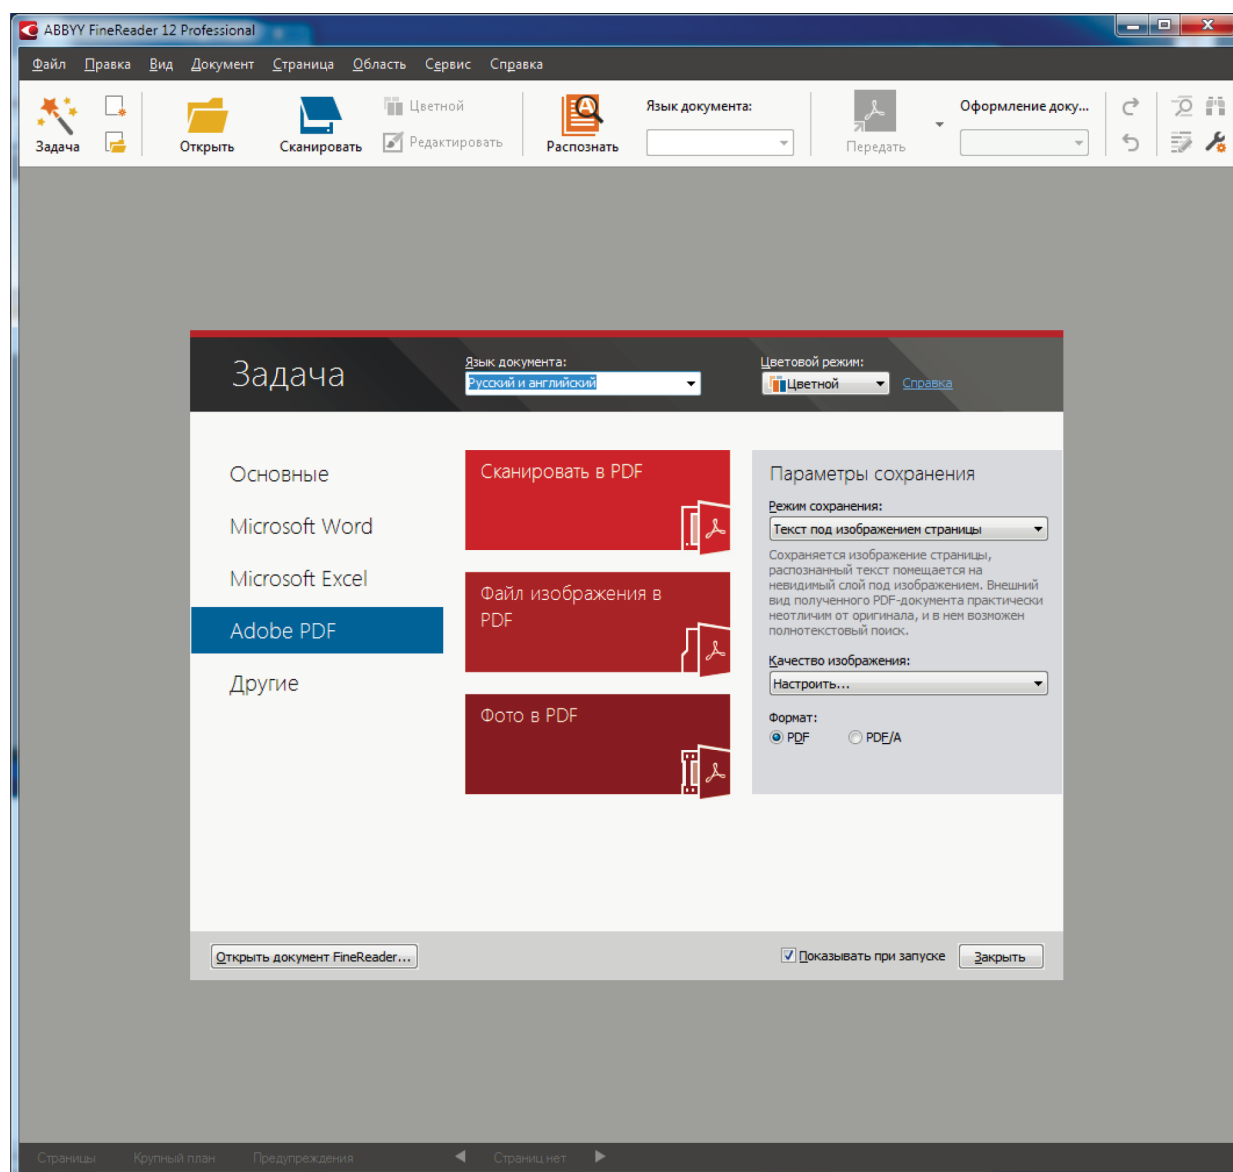 ABBYY FineReader 12 Professional
Файл Правка Вид Документ Страница Область Сервис Справка
Задача
Открыть
Сканировать
Цветной
Редактировать
Распознать
Язык документа:
Передать
Оформление доку...
Задача
Язык документа:
Русский и английский
Цветовой режим:
Цветной
Справка
Основные
Microsoft Word
Microsoft Excel
Adobe PDF
Другие
Сканировать в PDF
Файл изображения в
PDF
Фото в PDF
Параметры сохранения
Режим сохранения:
Текст под изображением страницы
Сохраняется изображение страницы,
распознанный текст помещается на
невидимый слой под изображением. Внешний
вид полученного PDF-документа практически
неотличим от оригинала, и в нем возможен
полнотекстовый поиск.
Качество изображения:
Настроить...
Формат:
PDF PDF/A
Открыть документ FineReader...
Показывать при запуске
Закрыть
Страницы Крупный план Предупреждения Страниц нет